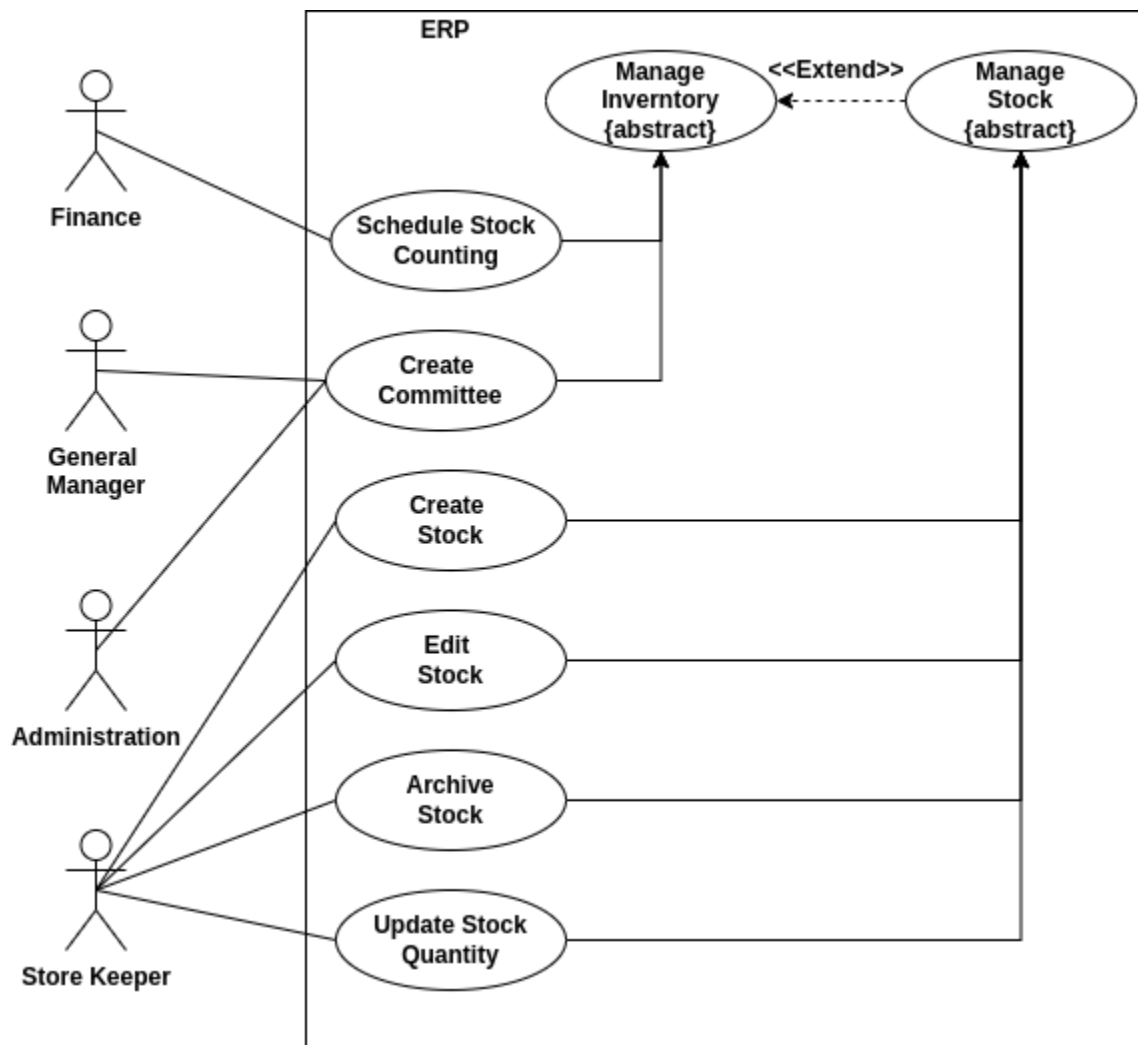 ERP
Manage
Inverntory
{abstract}
<<Extend>>
Manage
Stock
{abstract}
Finance
Schedule Stock
Counting
General
Manager
Create
Committee
Create
Stock
Administration
Edit
Stock
Archive
Stock
Store Keeper
Update Stock
Quantity